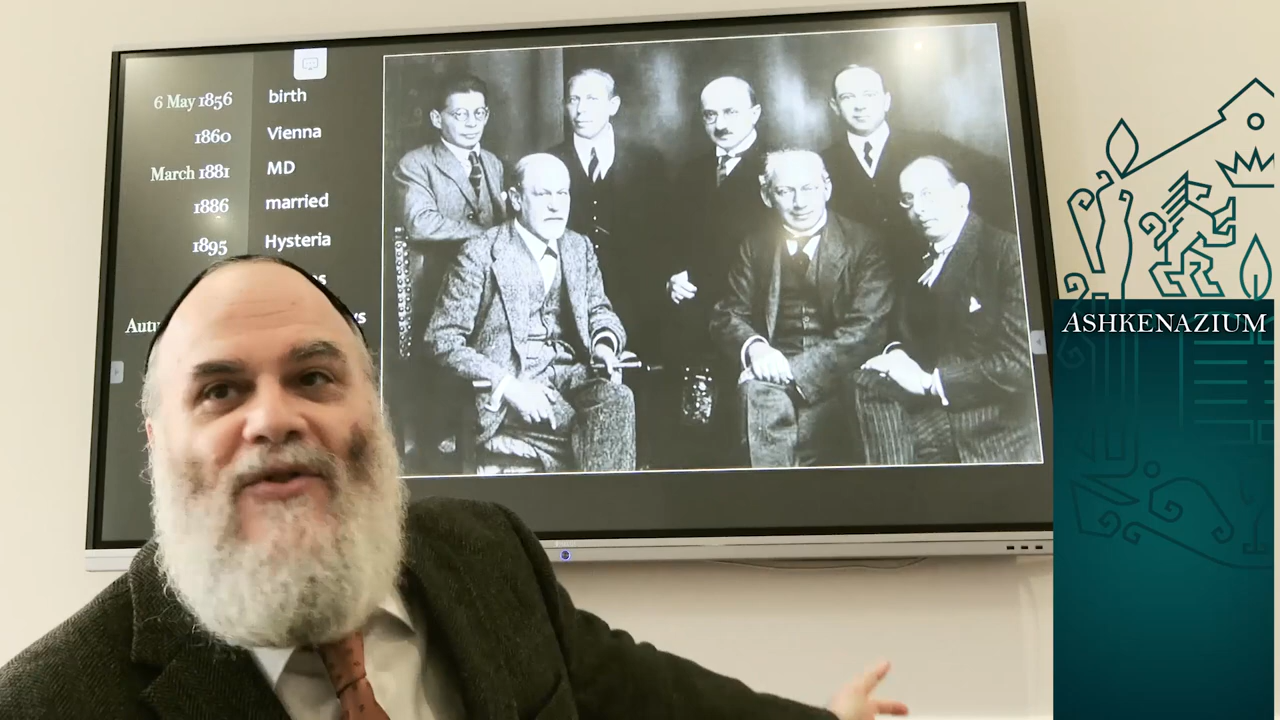 6 May 1856 birth
1860 Vienna
March 1881 MD
1886 married
1895 Hysteria
ASHKENAZIUM